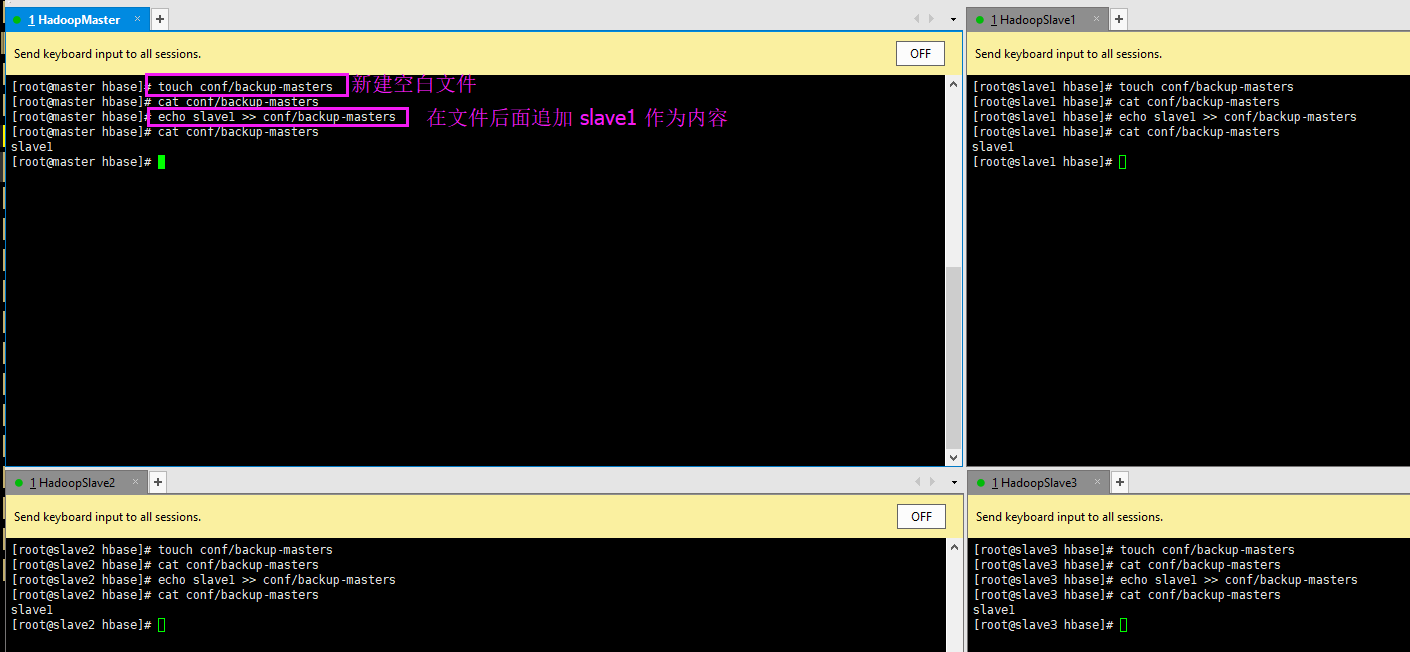 1 HadoopMaster × +
Send keyboard input to all sessions. OFF
[root@master hbase]# touch conf/backup-masters 新建空白文件
[root@master hbase]# cat conf/backup-masters
[root@master hbase]# echo slave1 >> conf/backup-masters 在文件后面追加 slave1 作为内容
[root@master hbase]# cat conf/backup-masters
slave1
[root@master hbase]#
1 HadoopSlave1 × +
Send keyboard input to all sessions.
[root@slave1 hbase]# touch conf/backup-masters
[root@slave1 hbase]# cat conf/backup-masters
[root@slave1 hbase]# echo slave1 >> conf/backup-masters
[root@slave1 hbase]# cat conf/backup-masters
slave1
[root@slave1 hbase]#
1 HadoopSlave2 × +
Send keyboard input to all sessions. OFF
[root@slave2 hbase]# touch conf/backup-masters
[root@slave2 hbase]# cat conf/backup-masters
[root@slave2 hbase]# echo slave1 >> conf/backup-masters
[root@slave2 hbase]# cat conf/backup-masters
slave1
[root@slave2 hbase]#
1 HadoopSlave3 × +
Send keyboard input to all sessions.
[root@slave3 hbase]# touch conf/backup-masters
[root@slave3 hbase]# cat conf/backup-masters
[root@slave3 hbase]# echo slave1 >> conf/backup-masters
[root@slave3 hbase]# cat conf/backup-masters
slave1
[root@slave3 hbase]#